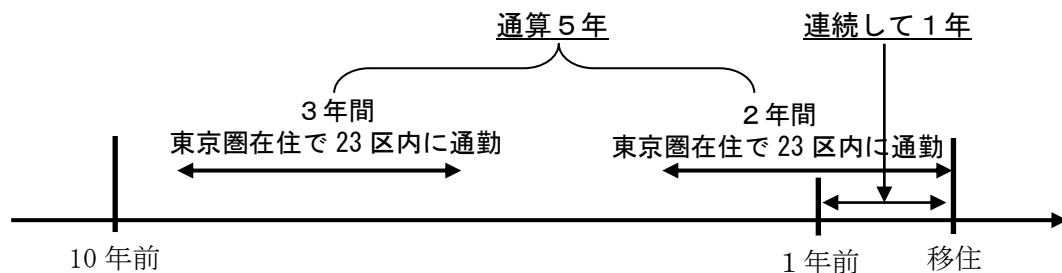 通算５年
連続して１年
３年間
東京圏在住で 23 区内に通勤
２年間
東京圏在住で 23 区内に通勤
10 年前
１年前
移住